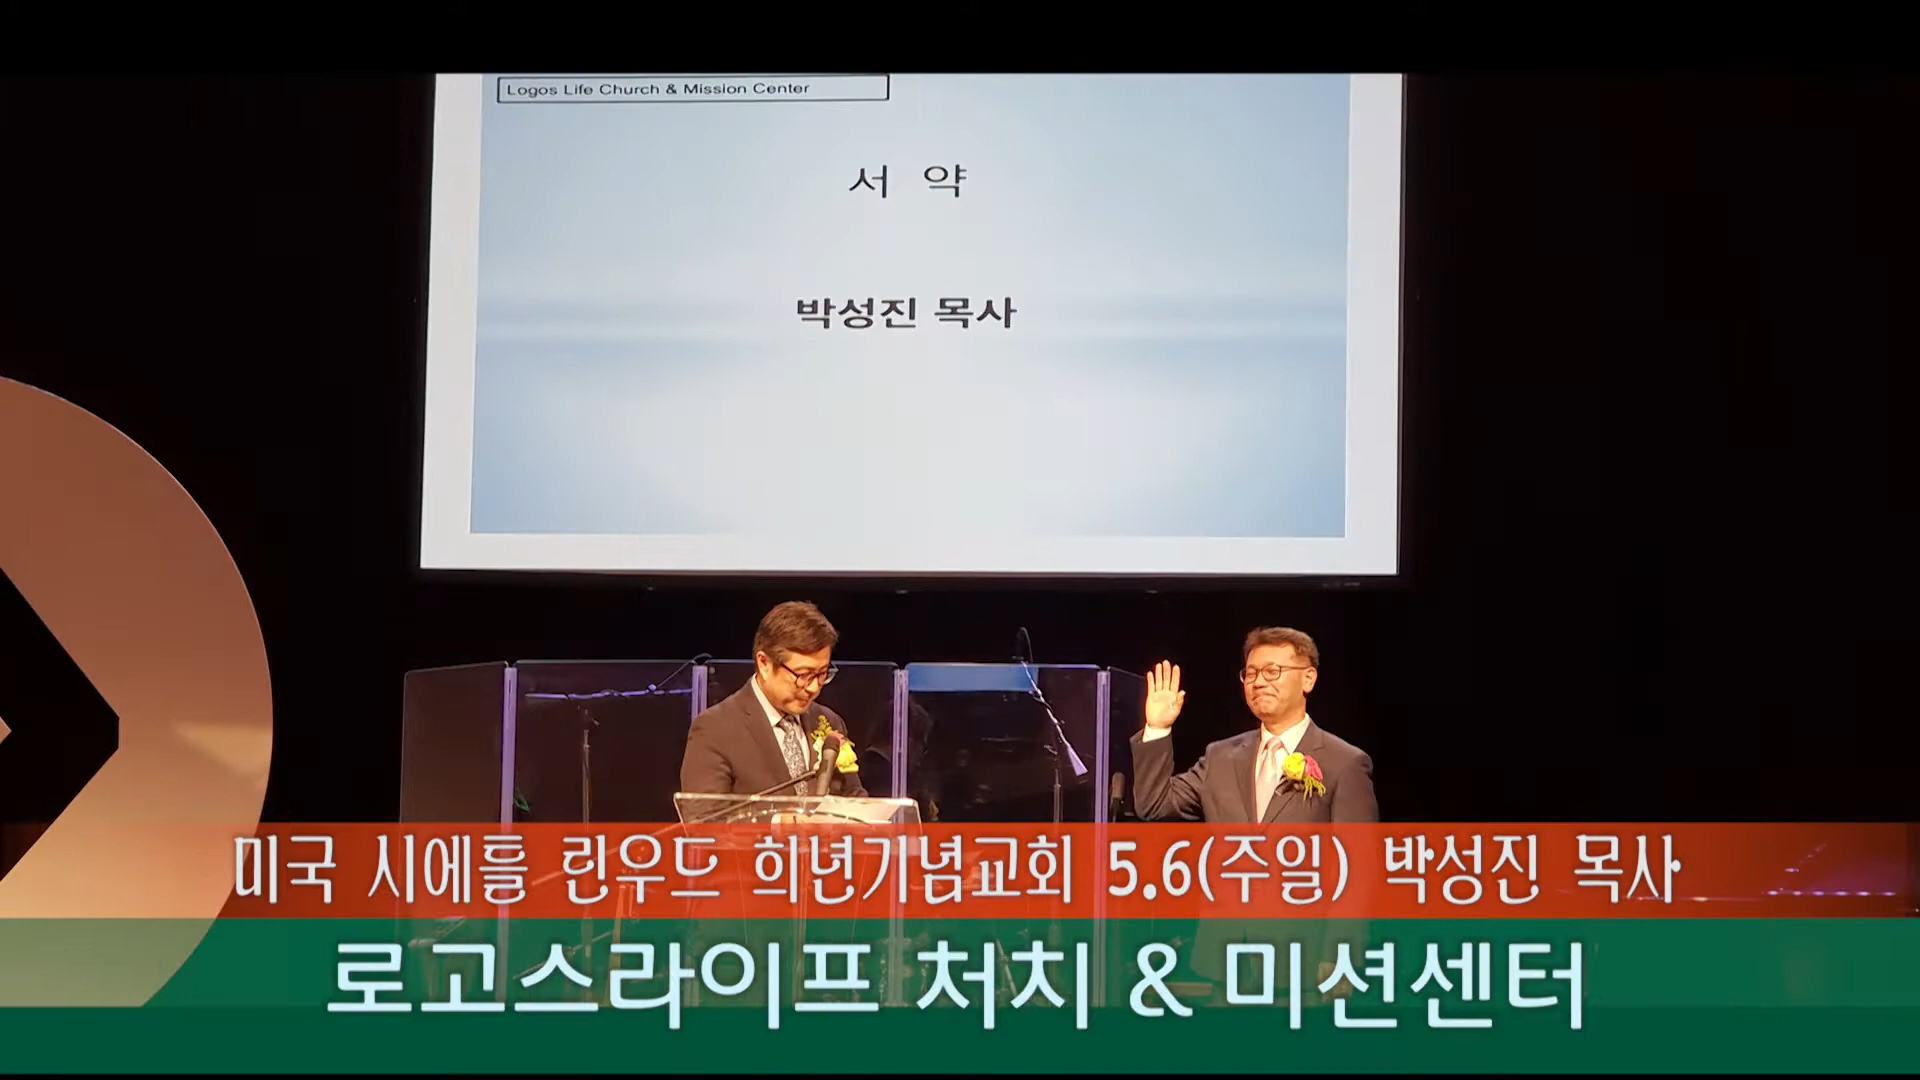 Logos Life Church & Mission Center
서 약
박성진 목사
미국 시애틀 린우드 희년기념교회 5.6(주일) 박성진 목사
로고스라이프 처치 & 미션센터